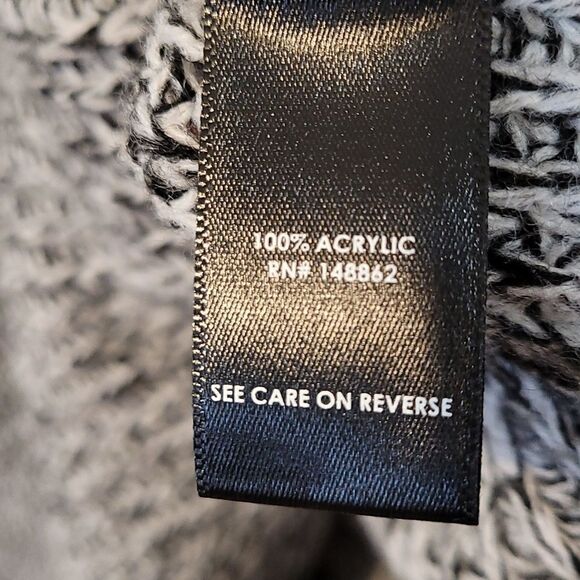 100% ACRYLIC
RN# 148862
SEE CARE ON REVERSE